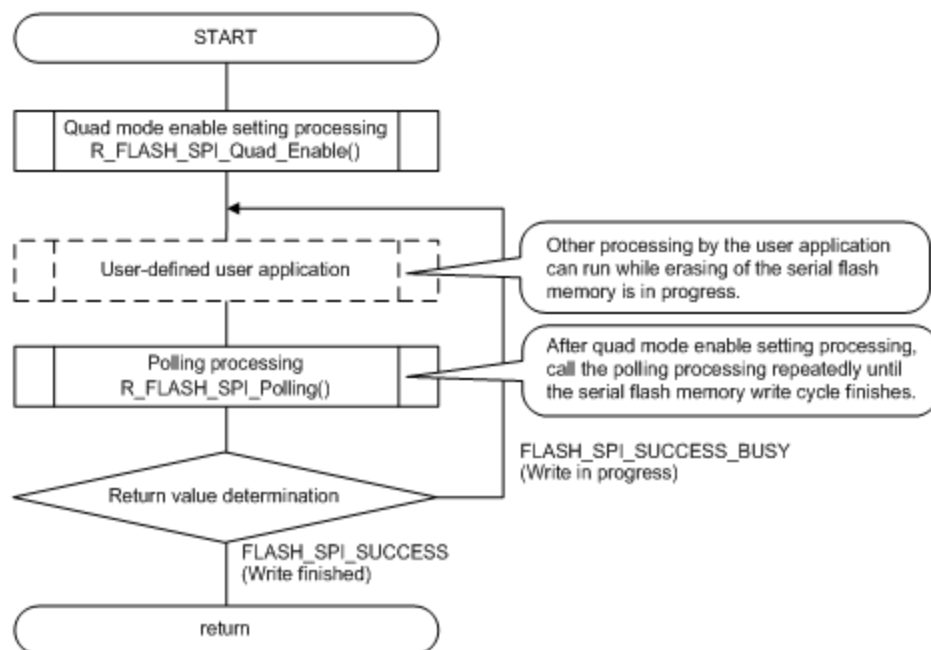 START
Quad mode enable setting processing
R_FLASH_SPI_Quad_Enable()
User-defined user application
Other processing by the user application
can run while erasing of the serial flash
memory is in progress.
Polling processing
R_FLASH_SPI_Polling()
After quad mode enable setting processing,
call the polling processing repeatedly until
the serial flash memory write cycle finishes.
FLASH_SPI_SUCCESS_BUSY
(Write in progress)
Return value determination
FLASH_SPI_SUCCESS
(Write finished)
return